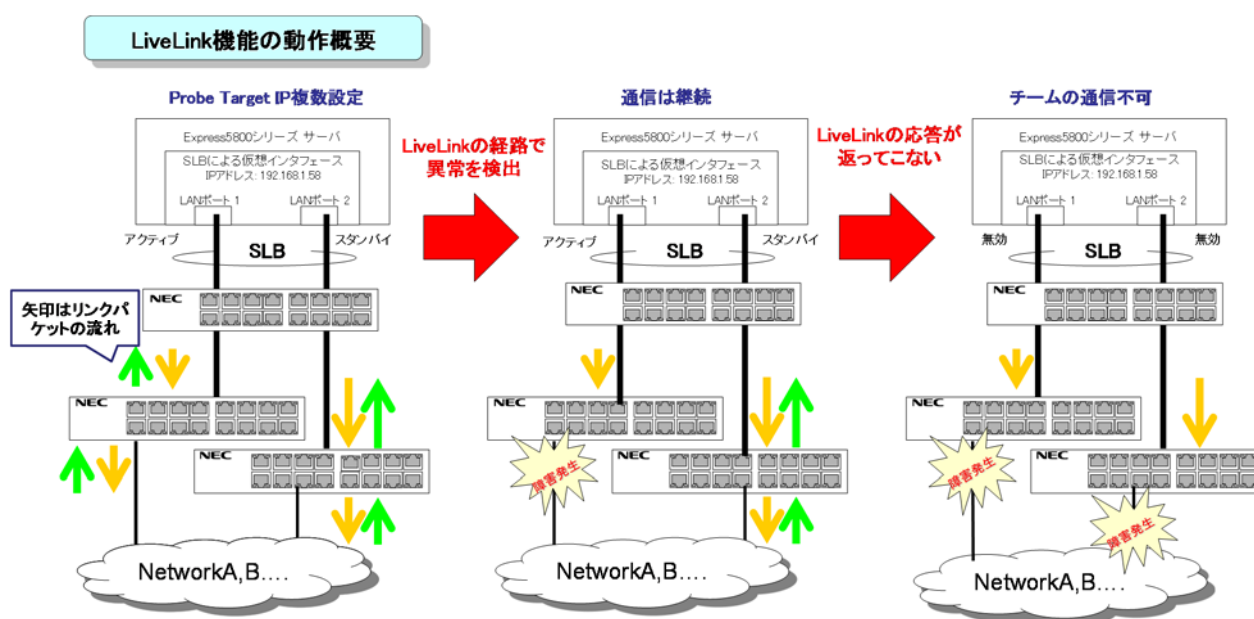 LiveLink機能の動作概要
Probe Target IP複数設定
Express5800シリーズ サーバ
SLBによる仮想インタフェース
IPアドレス: 192.168.1.58
LANポート 1
LANポート 2
アクティブ
スタンバイ
SLB
NEC
矢印はリンクパ
ケットの流れ
NEC
NEC
NetworkA,B....
LiveLinkの経路で
異常を検出
通信は継続
Express5800シリーズ サーバ
SLBによる仮想インタフェース
IPアドレス: 192.168.1.58
LANポート 1
LANポート 2
アクティブ
スタンバイ
SLB
NEC
NEC
NEC
障害発生
NetworkA,B....
LiveLinkの応答が
返ってこない
チームの通信不可
Express5800シリーズ サーバ
SLBによる仮想インタフェース
IPアドレス: 192.168.1.58
LANポート 1
LANポート 2
無効
無効
SLB
NEC
NEC
NEC
障害発生
障害発生
NetworkA,B....